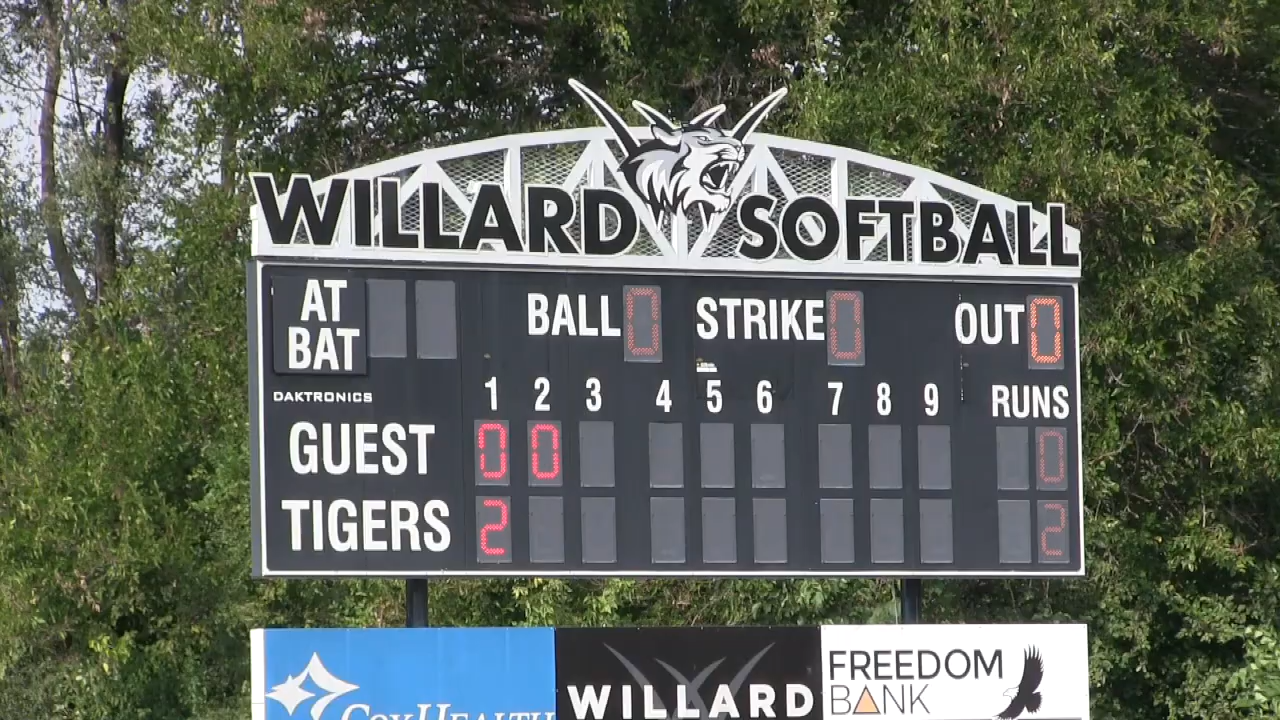 WILLARD SOFTBALL
AT BAT BALL 0 STRIKE 0 OUT 0
DAKTRONICS 1 2 3 4 5 6 7 8 9 RUNS
GUEST 0 0 0
TIGERS 2 2
COXHEALTH WILLARD FREEDOM BANK